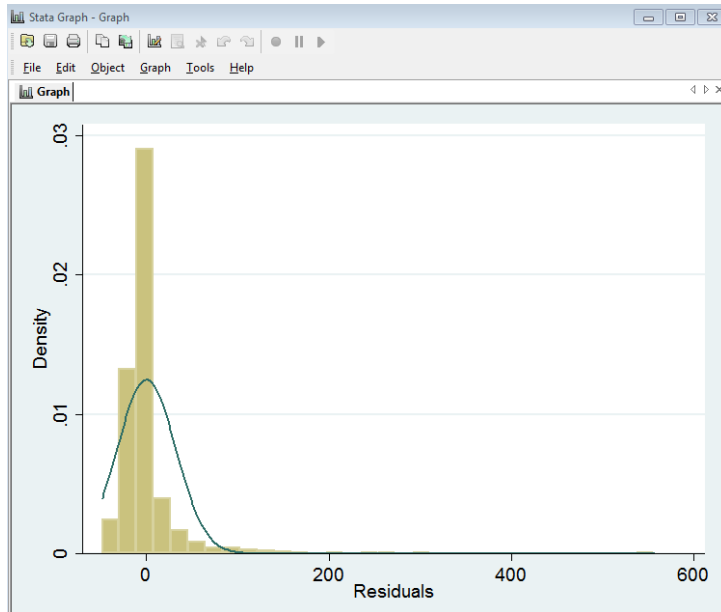 Stata Graph - Graph
File Edit Object Graph Tools Help
Graph
.03
.02
.01
0
Density
0 200 400 600
Residuals